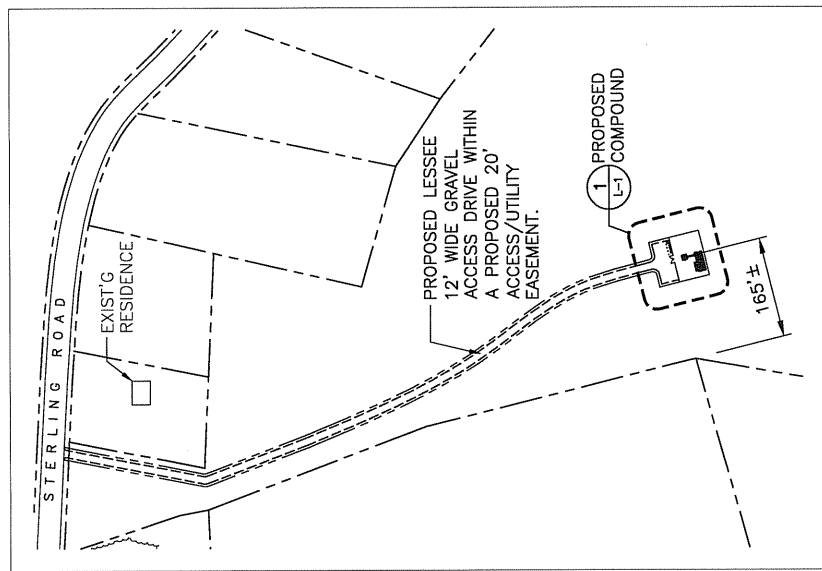 STERLING ROAD
EXIST'G
RESIDENCE
PROPOSED LESSEE
12' WIDE GRAVEL
ACCESS DRIVE WITHIN
A PROPOSED 20'
ACCESS/UTILITY
EASEMENT.
1
L-1
PROPOSED
COMPOUND
165'±